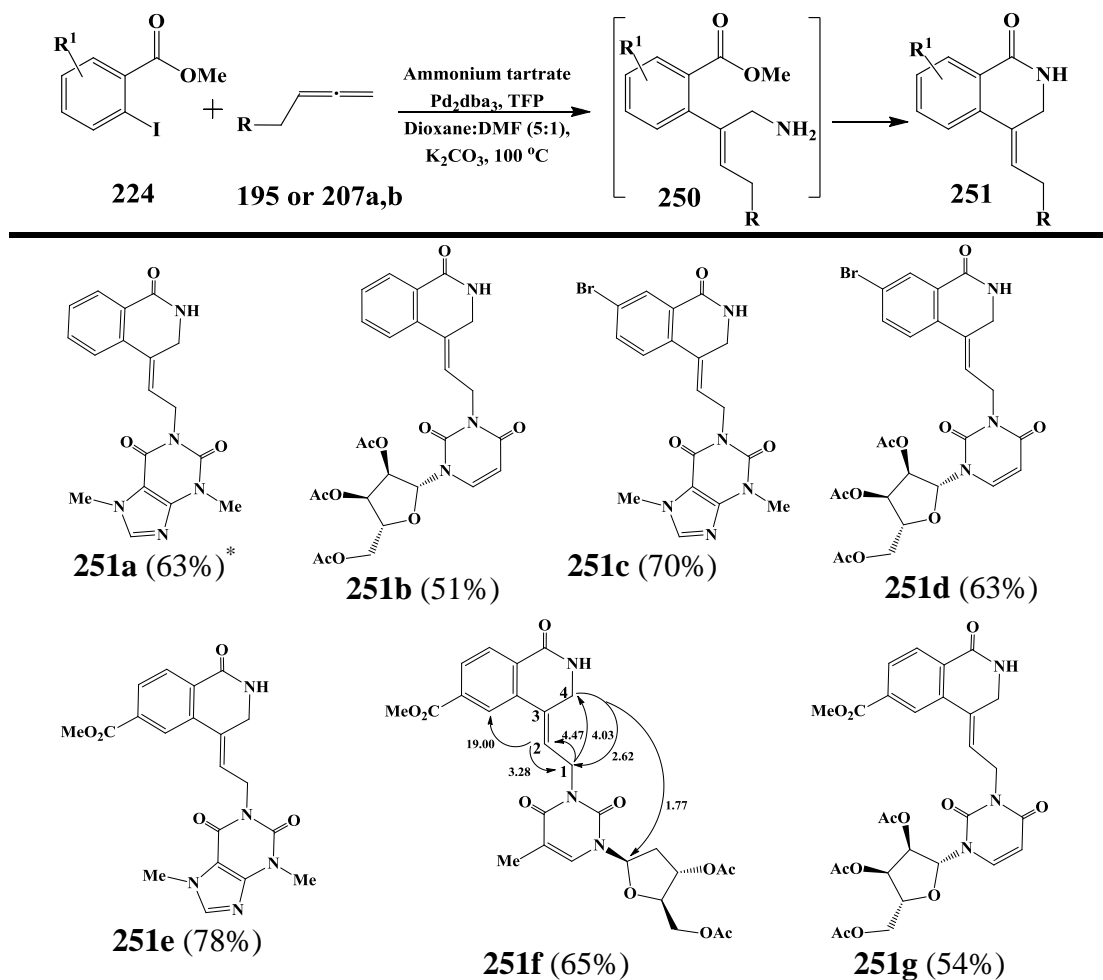 R¹ O OMe I
224
+
R
195 or 207a,b
Ammonium tartrate
Pd₂dba₃, TFP
Dioxane:DMF (5:1),
K₂CO₃, 100 °C
R¹ O OMe NH₂ R
250
R¹ O NH R
251
O NH N O O N N N Me Me
251a (63%)*
O NH N O O N AcO AcO AcO O
251b (51%)
Br O NH N O O N N N Me Me
251c (70%)
Br O NH N O O N AcO AcO AcO O
251d (63%)
MeO₂C O NH N O O N N N Me Me
251e (78%)
MeO₂C O NH 4 3 2 1 19.00 3.28 4.47 4.03 2.62 1.77 N O O N Me O OAc OAc
251f (65%)
MeO₂C O NH N O O N AcO AcO AcO O
251g (54%)